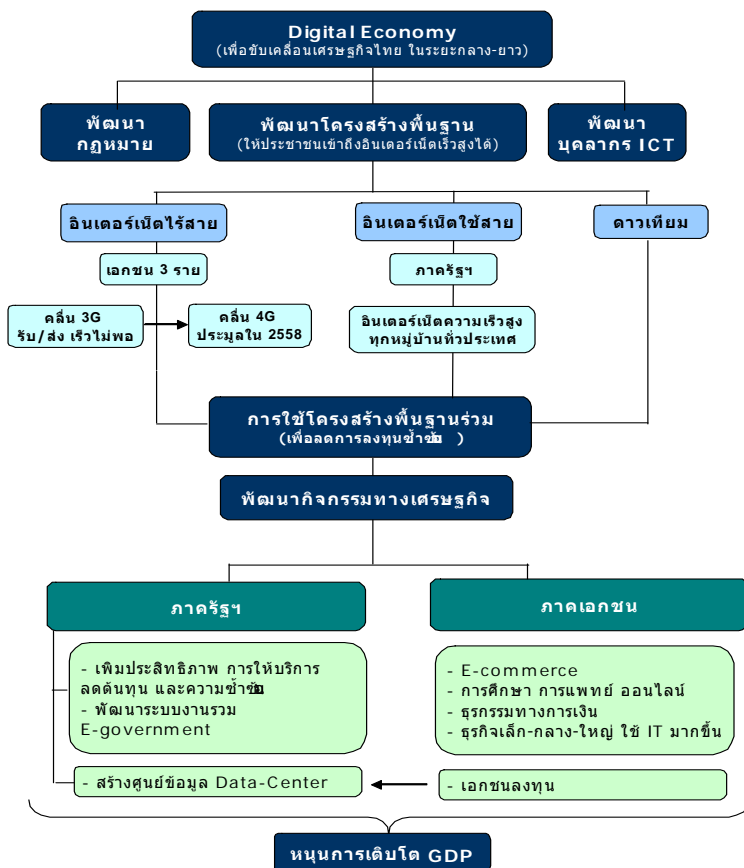 Digital Economy
(เพื่อขับเคลื่อนเศรษฐกิจไทย ในระยะกลาง-ยาว)
พัฒนา
กฏหมาย
พัฒนาโครงสร้างพื้นฐาน
(ให้ประชาชนเข้าถึงอินเตอร์เน็ตเร็วสูงได้)
พัฒนา
บุคลากร ICT
อินเตอร์เน็ตไร้สาย
อินเตอร์เน็ตใช้สาย
ดาวเทียม
เอกชน 3 ราย
ภาครัฐฯ
คลื่น 3G
รับ/ส่ง เร็วไม่พอ
คลื่น 4G
ประมูลใน 2558
อินเตอร์เน็ตความเร็วสูง
ทุกหมู่บ้านทั่วประเทศ
การใช้โครงสร้างพื้นฐานร่วม
(เพื่อลดการลงทุนซ้ำซ้อน )
พัฒนากิจกรรมทางเศรษฐกิจ
ภาครัฐฯ
ภาคเอกชน
- เพิ่มประสิทธิภาพ การให้บริการ
ลดต้นทุน และความซ้ำซ้อน
- พัฒนาระบบงานรวม
E-government
- E-commerce
- การศึกษา การแพทย์ ออนไลน์
- ธุรกรรมทางการเงิน
- ธุรกิจเล็ก-กลาง-ใหญ่ ใช้ IT มากขึ้น
- สร้างศูนย์ข้อมูล Data-Center
- เอกชนลงทุน
หนุนการเติบโต GDP